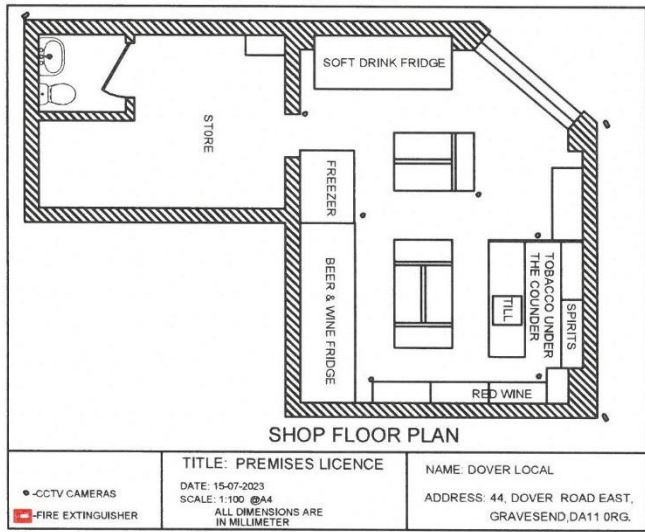 SOFT DRINK FRIDGE
STORE
FREEZER
BEER & WINE FRIDGE
TILL
TOBACCO UNDER
THE COUNDER
SPIRITS
RED WINE
SHOP FLOOR PLAN
-CCTV CAMERAS
-FIRE EXTINGUISHER
TITLE: PREMISES LICENCE
DATE: 15-07-2023
SCALE: 1:100 @A4
ALL DIMENSIONS ARE
IN MILLIMETER
NAME: DOVER LOCAL
ADDRESS: 44, DOVER ROAD EAST,
GRAVESEND,DA11 0RG.